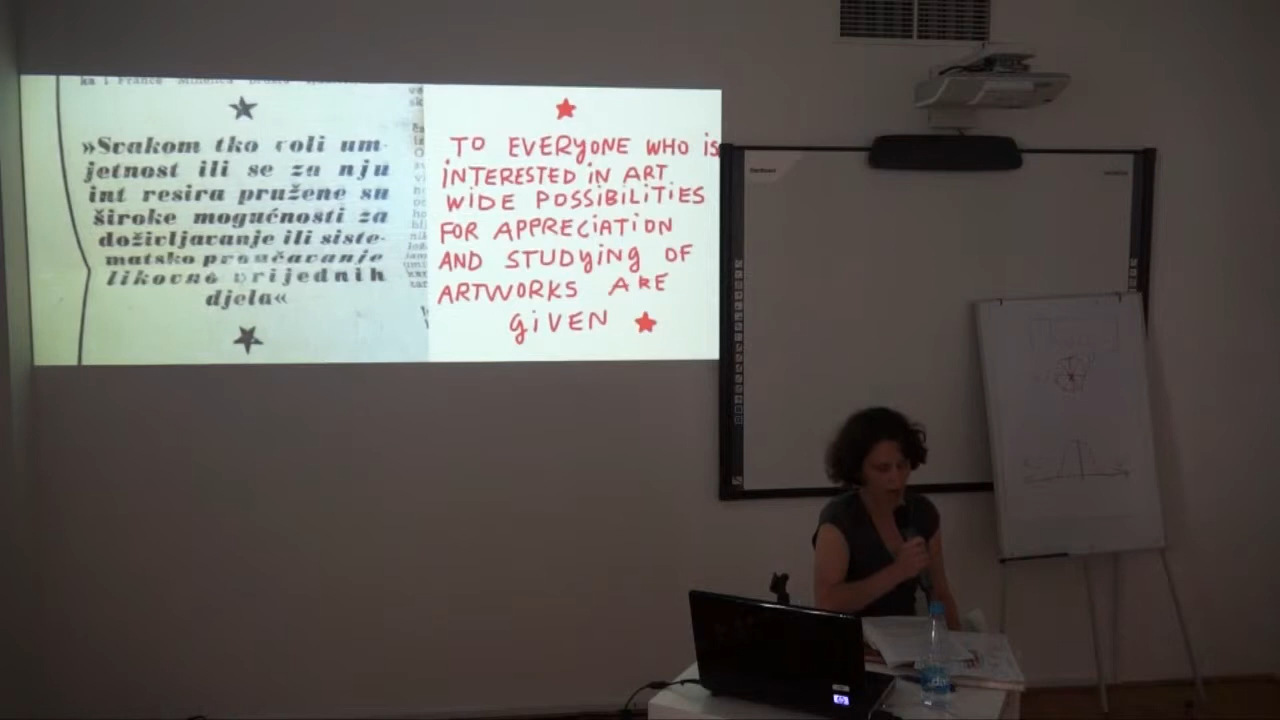 »Svakom tko voli um-
jetnost ili se za nju
int resira pružene su
široke mogućnosti za
doživljavanje ili siste-
matsko proučavanje
likovno vrijednih
djela«
TO EVERYONE WHO iS
iNTERESTED iN ART
WiDE POSSiBiLiTiES
FOR APPRECiATiON
AND STUDYiNg OF
ARTWORKS ARE
giVEN
hp